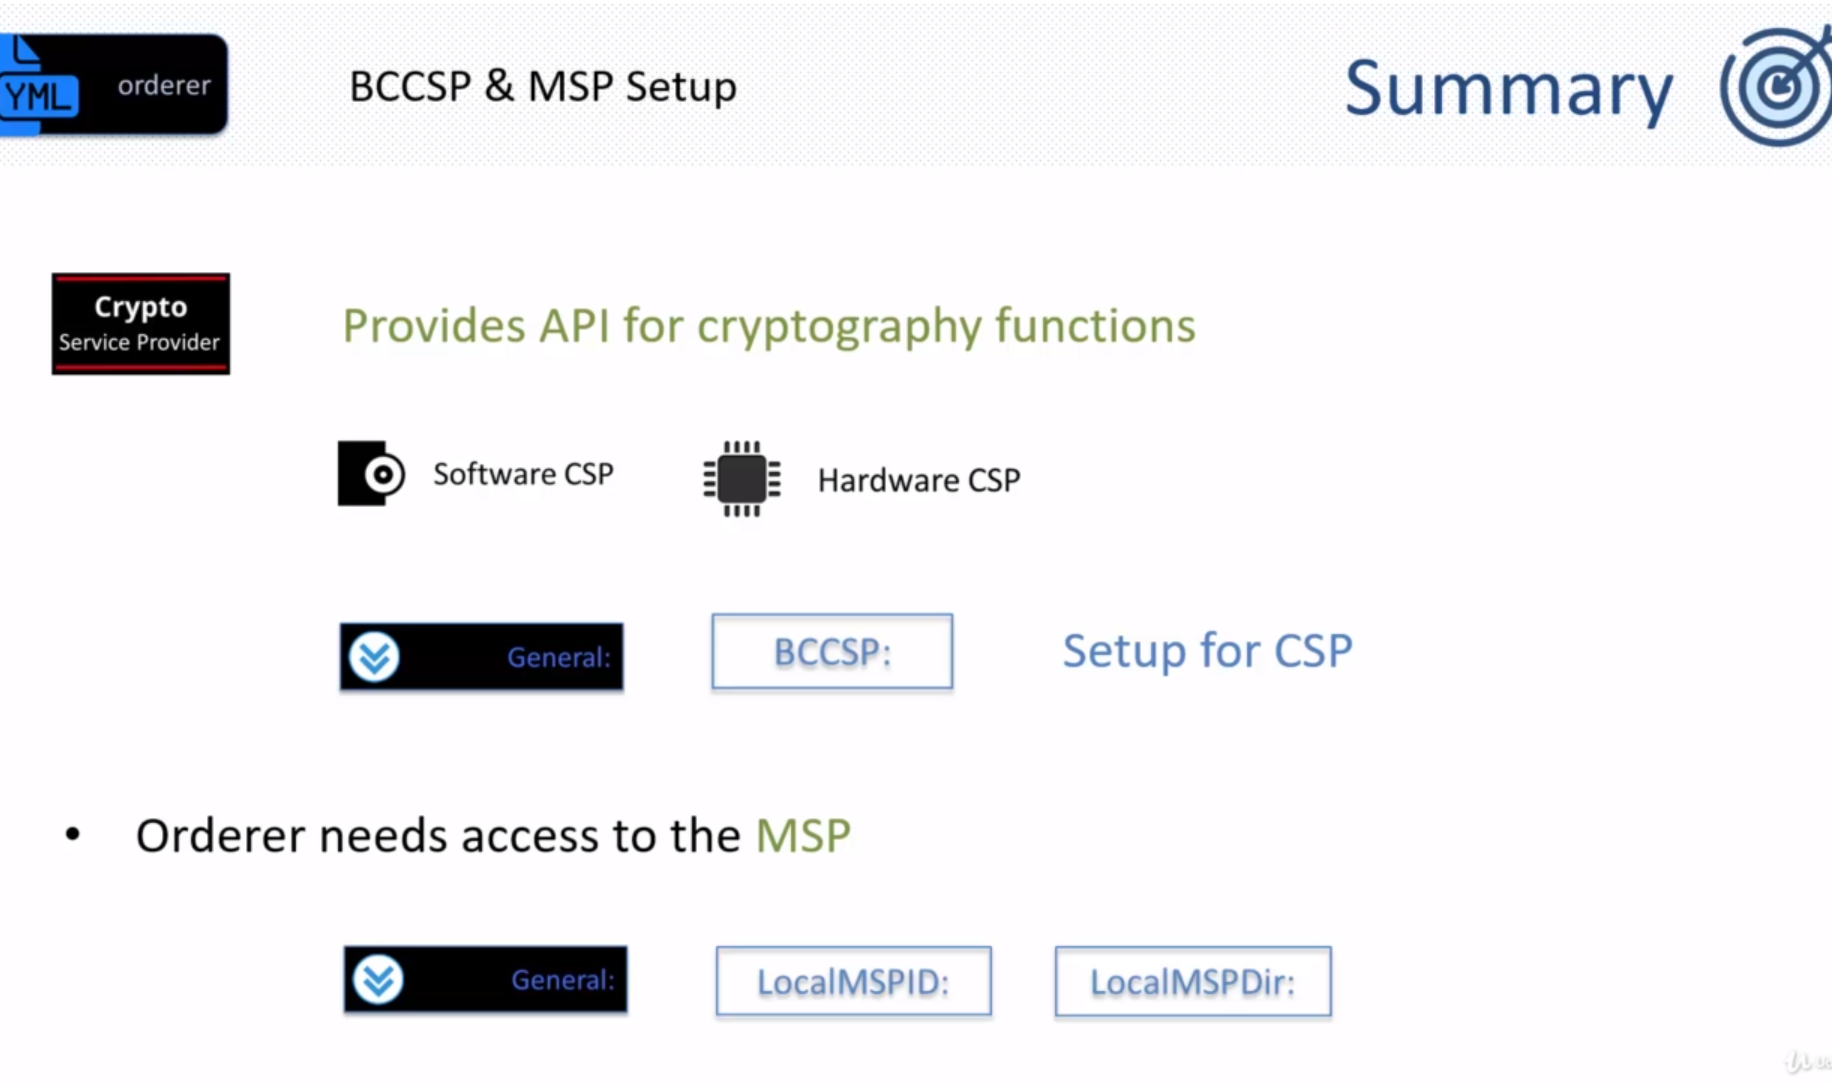 YML
orderer
BCCSP & MSP Setup
Summary
Crypto
Service Provider
Provides API for cryptography functions
Software CSP
Hardware CSP
General:
BCCSP:
Setup for CSP
• Orderer needs access to the MSP
General:
LocalMSPID:
LocalMSPDir: